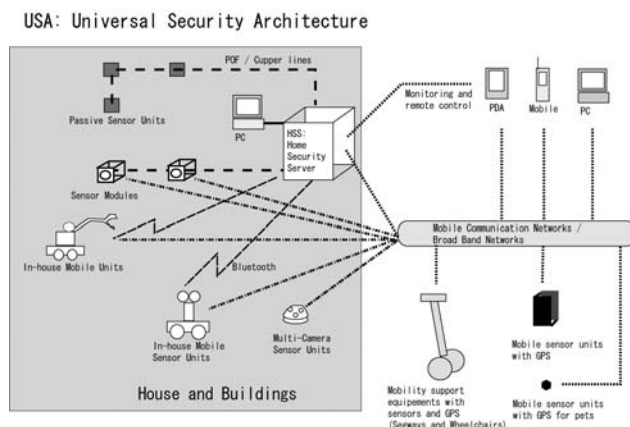 USA: Universal Security Architecture
POF / Cupper lines
Passive Sensor Units
PC
HSS:
Home
Security
Server
Monitoring and
remote control
PDA
Mobile
PC
Sensor Modules
Mobile Communication Networks /
Broad Band Networks
In-house Mobile Units
Bluetooth
In-house Mobile
Sensor Units
Multi-Camera
Sensor Units
Mobile sensor units
with GPS
House and Buildings
Mobility support
equipements with
sensors and GPS
(Segways and Wheelchairs)
Mobile sensor units
with GPS for pets